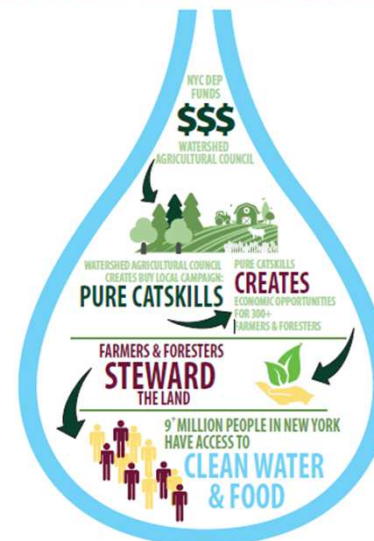 NYC DEP
FUNDS
$$$
WATERSHED
AGRICULTURAL COUNCIL
WATERSHED AGRICULTURAL COUNCIL
CREATES BUY LOCAL CAMPAIGN:
PURE CATSKILLS
PURE CATSKILLS
CREATES
ECONOMIC OPPORTUNITIES
FOR 300+
FARMERS & FORESTERS
FARMERS & FORESTERS
STEWARD
THE LAND
9+ MILLION PEOPLE IN NEW YORK
HAVE ACCESS TO
CLEAN WATER
& FOOD